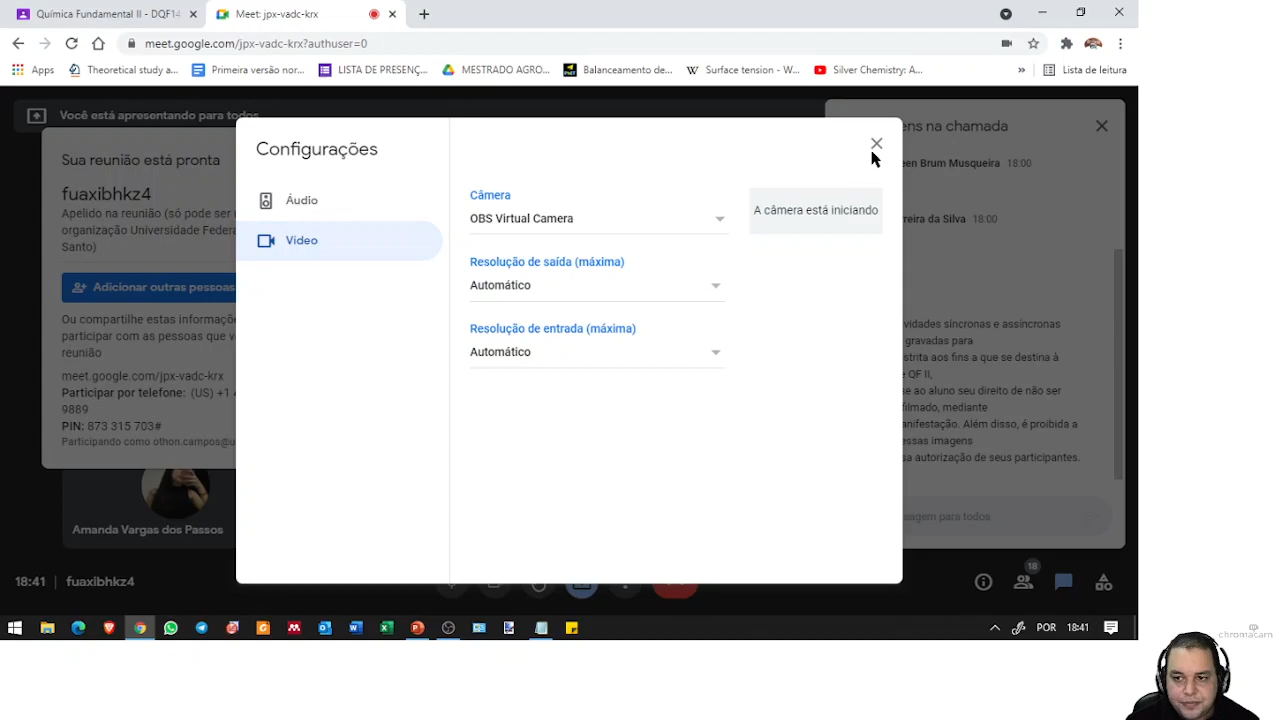 Química Fundamental II - DQF14
Meet: jpx-vadc-krx
meet.google.com/jpx-vadc-krx?authuser=0
Apps
Theoretical study a...
Primeira versão nor...
LISTA DE PRESENÇ...
MESTRADO AGRO...
Balanceamento de...
Surface tension - W...
Silver Chemistry: A...
»
Lista de leitura
Você está apresentando para todos
Sua reunião está pronta
fuaxibhkz4
Apelido na reunião (só pode ser
organização Universidade Federa
Santo)
Adicionar outras pessoas
Ou compartilhe estas informaçõe
participar com as pessoas que v
reunião
meet.google.com/jpx-vadc-krx
Participar por telefone: (US) +1
9889
PIN: 873 315 703#
Participando como othon.campos@u
Amanda Vargas dos Passos
Configurações
Áudio
Vídeo
Câmera
OBS Virtual Camera
A câmera está iniciando
Resolução de saída (máxima)
Automático
Resolução de entrada (máxima)
Automático
ens na chamada
een Brum Musqueira 18:00
reira da Silva 18:00
vidades síncronas e assíncronas
gravadas para
strita aos fins a que se destina à
e QF II,
se ao aluno seu direito de não ser
filmado, mediante
anifestação. Além disso, é proibida a
essas imagens
sa autorização de seus participantes.
sagem para todos
18:41 | fuaxibhkz4
18
POR
18:41
chromacam